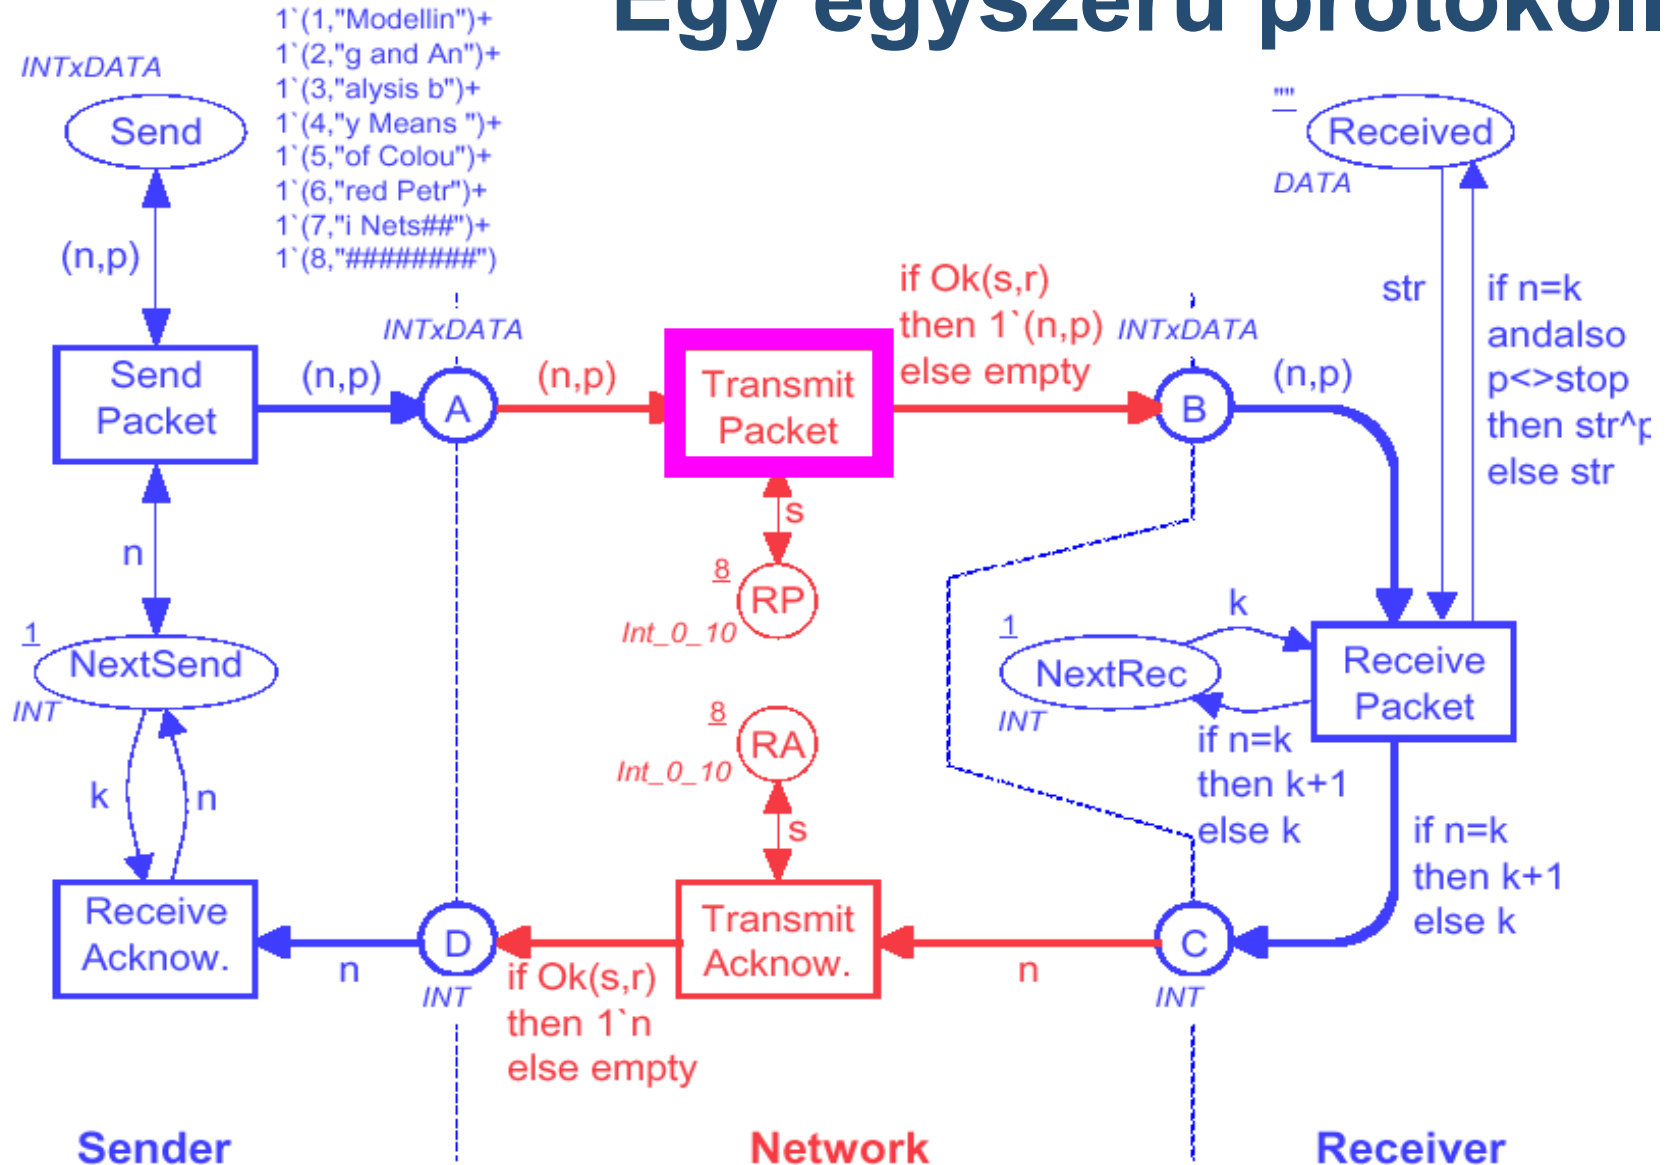 Egy egyszerű protokoll
1`(1,"Modellin")+
1`(2,"g and An")+
1`(3,"alysis b")+
1`(4,"y Means ")+
1`(5,"of Colou")+
1`(6,"red Petr")+
1`(7,"i Nets##")+
1`(8,"########")
INTxDATA
Send
(n,p)
Send
Packet
(n,p)
INTxDATA
A
(n,p)
Transmit
Packet
if Ok(s,r)
then 1`(n,p)
else empty
INTxDATA
B
(n,p)
""
Received
DATA
str
if n=k
andalso
p<>stop
then str^p
else str
n
s
8
RP
Int_0_10
1
NextSend
INT
k
n
8
RA
Int_0_10
s
1
NextRec
INT
k
Receive
Packet
if n=k
then k+1
else k
if n=k
then k+1
else k
Receive
Acknow.
n
D
INT
if Ok(s,r)
then 1`n
else empty
Transmit
Acknow.
n
C
INT
Sender
Network
Receiver